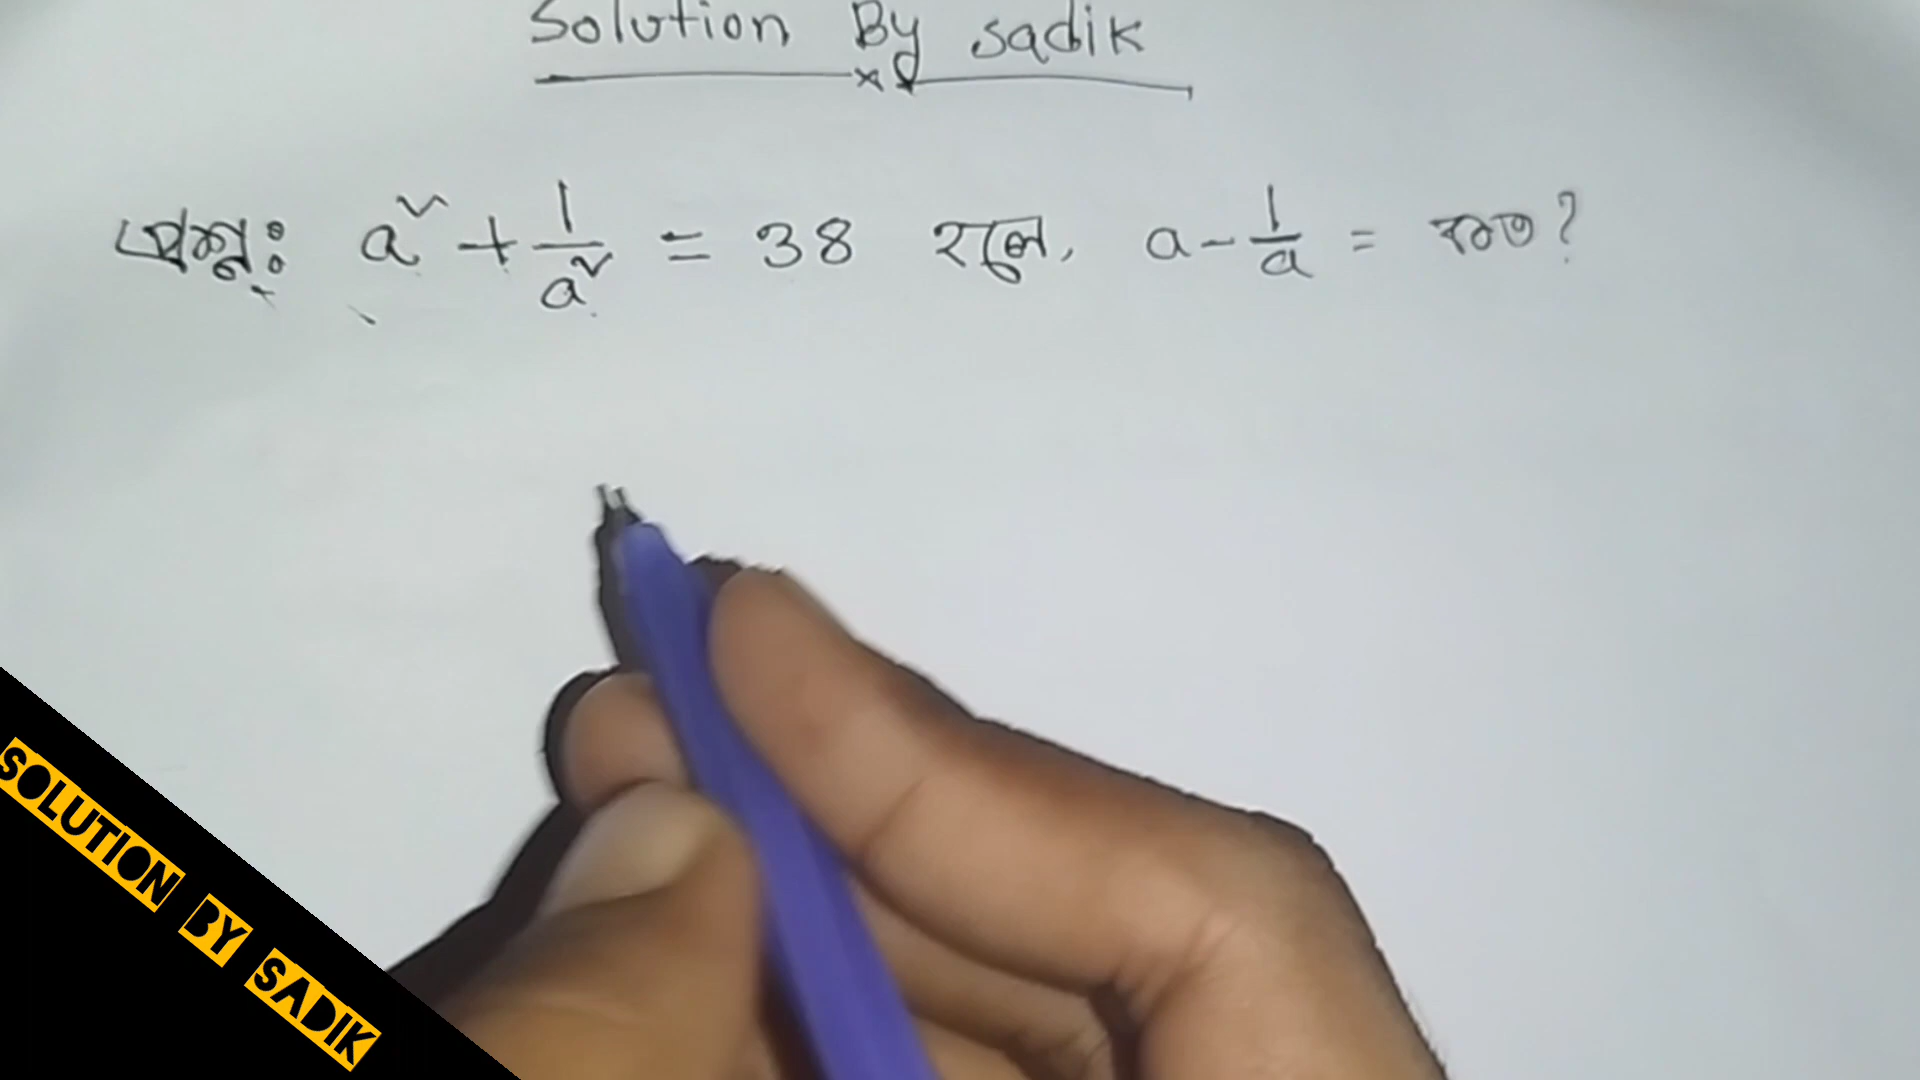 Solution By sadik
প্রশ্ন: a² + 1/a² = 38 হলে, a - 1/a = কত?
SOLUTION BY SADIK